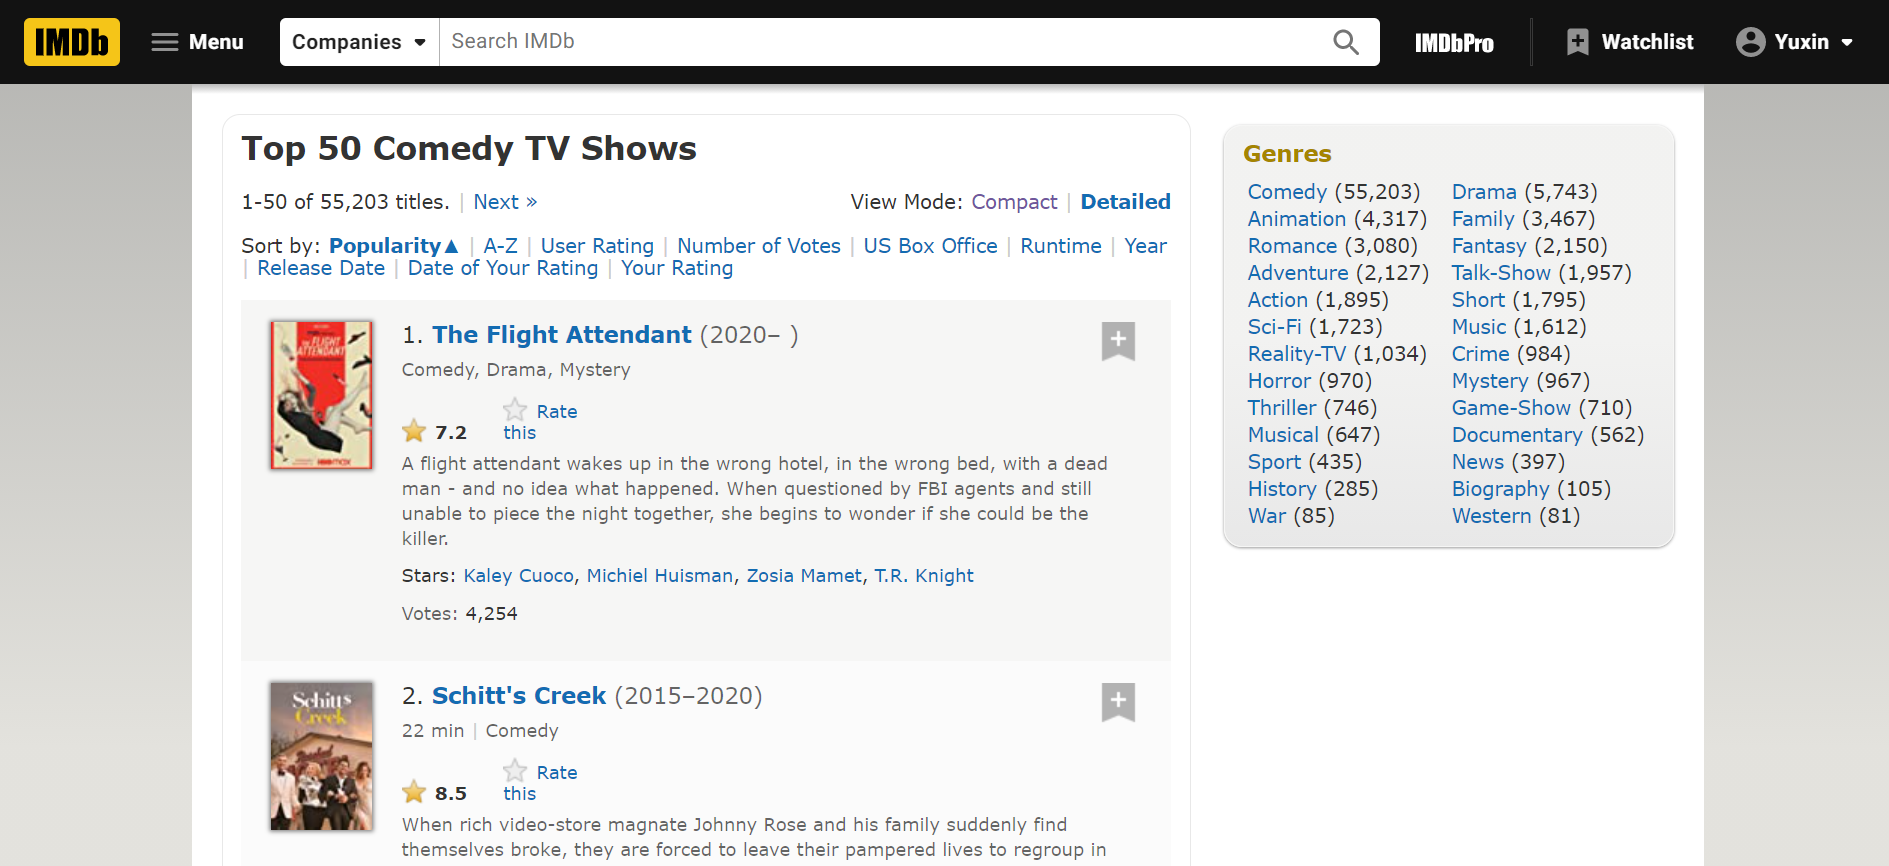 IMDb Menu Companies Search IMDb IMDbPro Watchlist Yuxin
Top 50 Comedy TV Shows
1-50 of 55,203 titles. | Next »
View Mode: Compact | Detailed
Sort by: Popularity▲ | A-Z | User Rating | Number of Votes | US Box Office | Runtime | Year
| Release Date | Date of Your Rating | Your Rating
THE FLIGHT
ATTENDANT
HBOmax
1. The Flight Attendant (2020– )
Comedy, Drama, Mystery
7.2
Rate
this
A flight attendant wakes up in the wrong hotel, in the wrong bed, with a dead
man - and no idea what happened. When questioned by FBI agents and still
unable to piece the night together, she begins to wonder if she could be the
killer.
Stars: Kaley Cuoco, Michiel Huisman, Zosia Mamet, T.R. Knight
Votes: 4,254
Schitt's
Creek
2. Schitt's Creek (2015–2020)
22 min | Comedy
8.5
Rate
this
When rich video-store magnate Johnny Rose and his family suddenly find
themselves broke, they are forced to leave their pampered lives to regroup in
Genres
Comedy (55,203) Drama (5,743)
Animation (4,317) Family (3,467)
Romance (3,080) Fantasy (2,150)
Adventure (2,127) Talk-Show (1,957)
Action (1,895) Short (1,795)
Sci-Fi (1,723) Music (1,612)
Reality-TV (1,034) Crime (984)
Horror (970) Mystery (967)
Thriller (746) Game-Show (710)
Musical (647) Documentary (562)
Sport (435) News (397)
History (285) Biography (105)
War (85) Western (81)